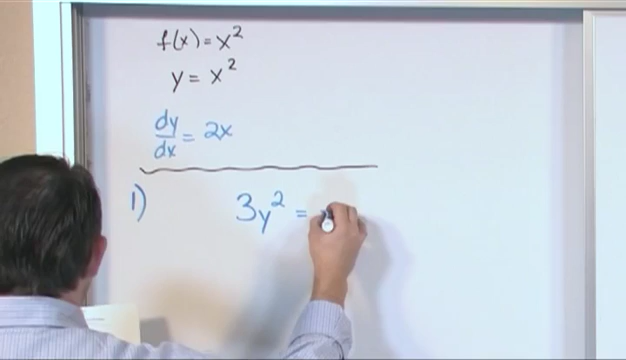 f(x) = x²
y = x²
dy/dx = 2x
1) 3y² =